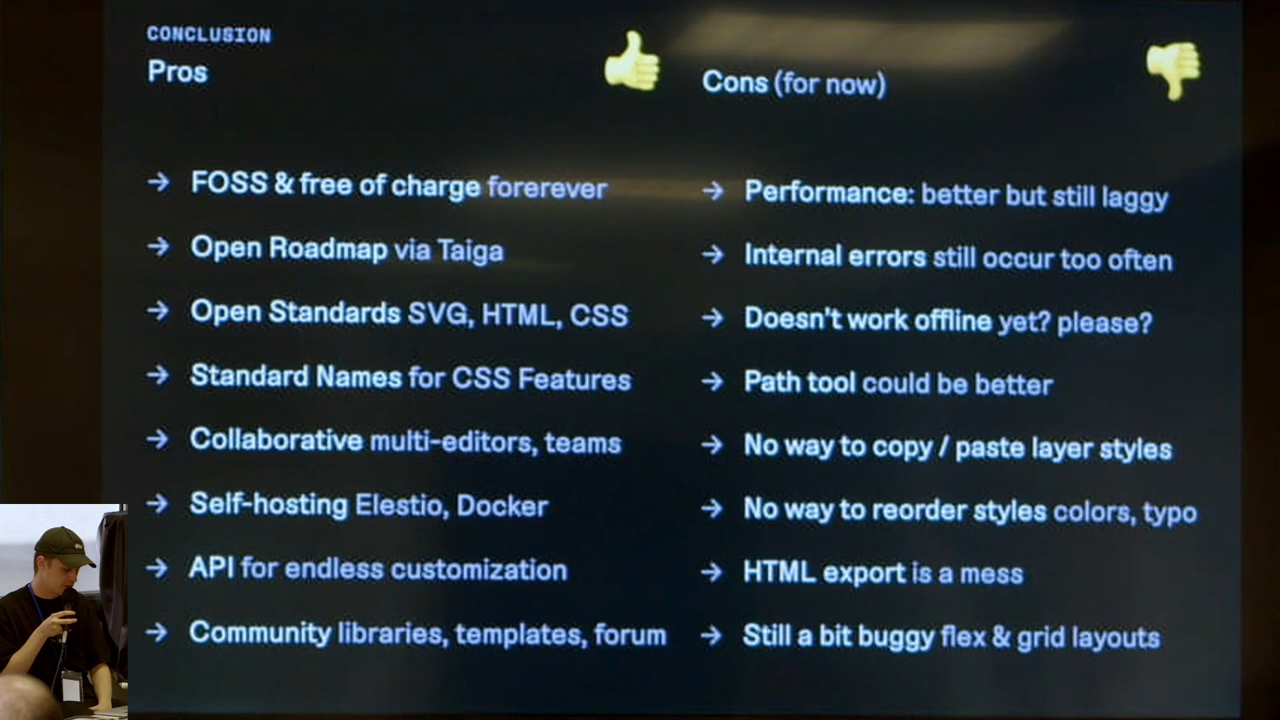 CONCLUSION
Pros
→ FOSS & free of charge forerever
→ Open Roadmap via Taiga
→ Open Standards SVG, HTML, CSS
→ Standard Names for CSS Features
→ Collaborative multi-editors, teams
→ Self-hosting Elestio, Docker
→ API for endless customization
→ Community libraries, templates, forum
Cons (for now)
→ Performance: better but still laggy
→ Internal errors still occur too often
→ Doesn't work offline yet? please?
→ Path tool could be better
→ No way to copy / paste layer styles
→ No way to reorder styles colors, typo
→ HTML export is a mess
→ Still a bit buggy flex & grid layouts